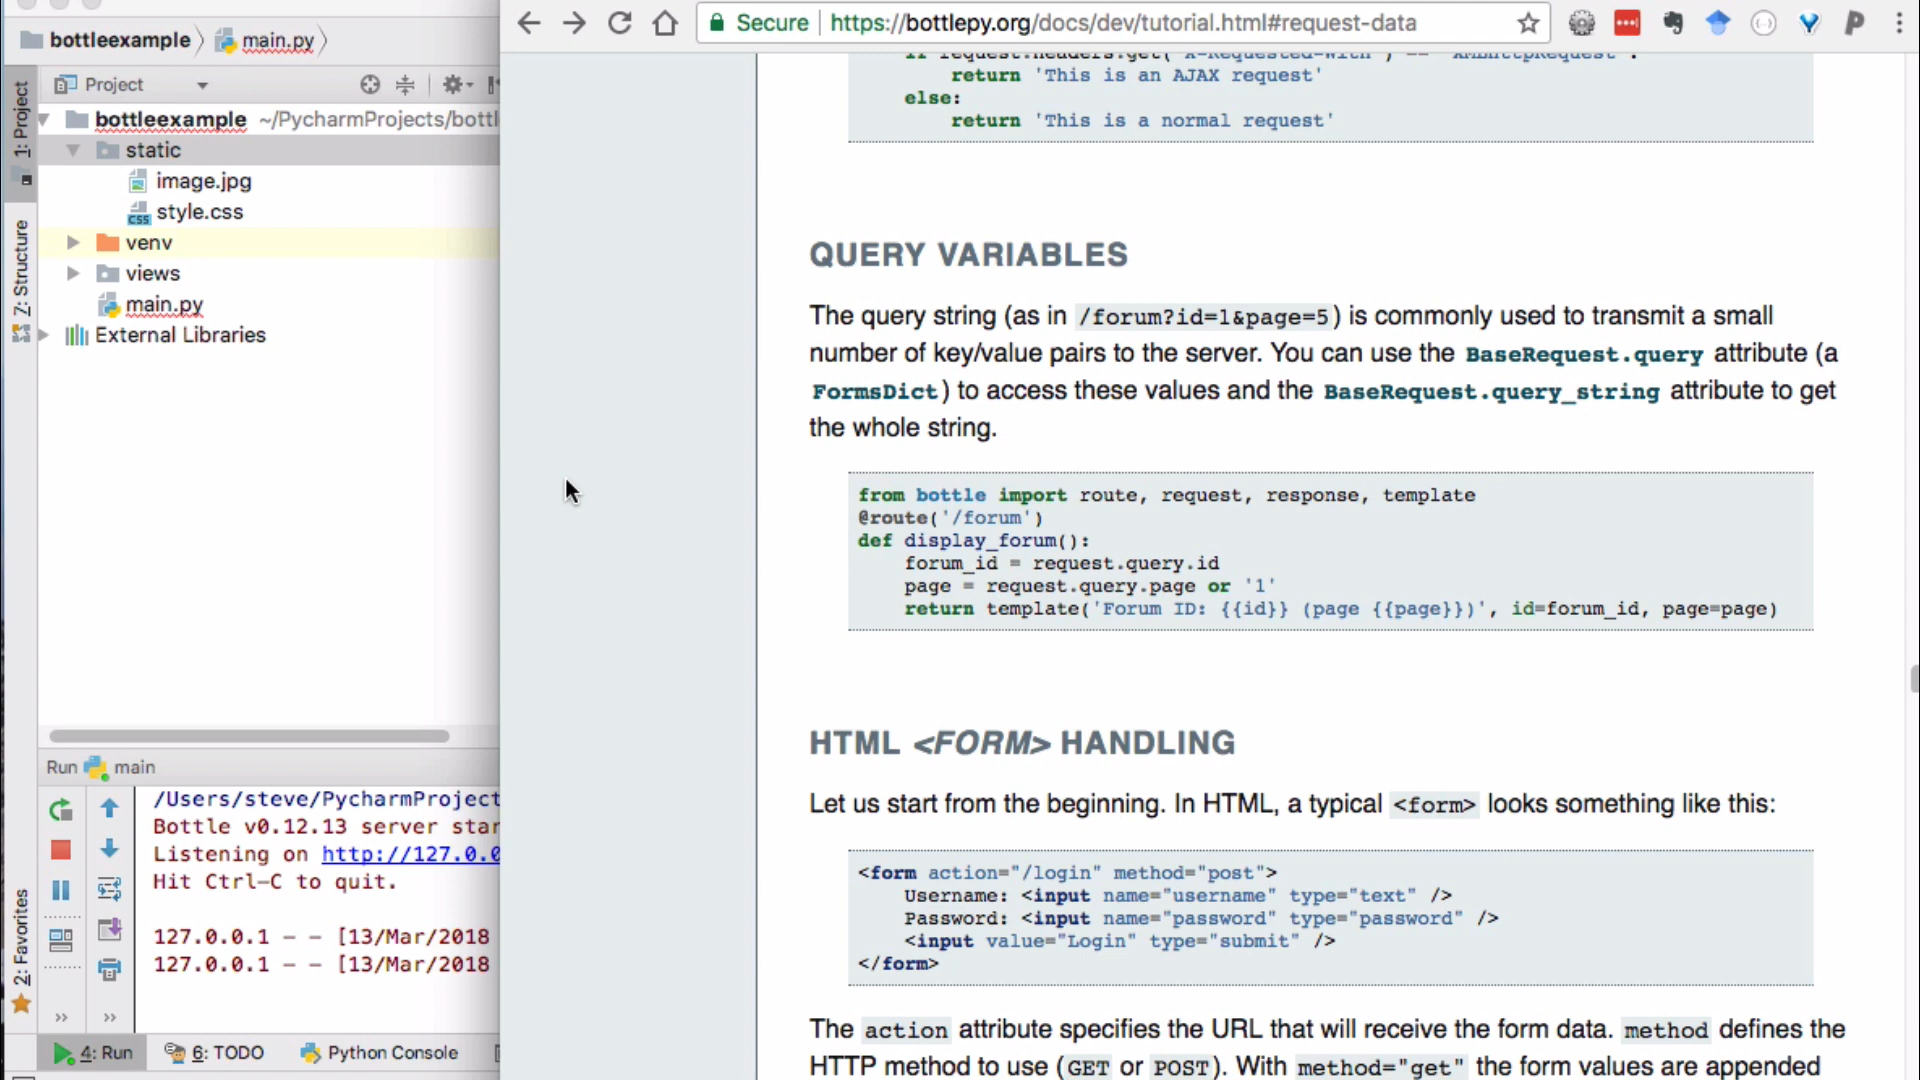 bottleexample
main.py
Project
1: Project
bottleexample ~/PycharmProjects/bottl
static
image.jpg
style.css
venv
views
main.py
External Libraries
7: Structure
2: Favorites
Run main
/Users/steve/PycharmProject
Bottle v0.12.13 server star
Listening on http://127.0.0
Hit Ctrl-C to quit.
127.0.0.1 - - [13/Mar/2018
127.0.0.1 - - [13/Mar/2018
4: Run 6: TODO Python Console
Secure https://bottlepy.org/docs/dev/tutorial.html#request-data
if request.headers.get('X-Requested-With') == 'XMLHttpRequest':
return 'This is an AJAX request'
else:
return 'This is a normal request'
QUERY VARIABLES
The query string (as in /forum?id=1&page=5) is commonly used to transmit a small
number of key/value pairs to the server. You can use the BaseRequest.query attribute (a
FormsDict) to access these values and the BaseRequest.query_string attribute to get
the whole string.
from bottle import route, request, response, template
@route('/forum')
def display_forum():
forum_id = request.query.id
page = request.query.page or '1'
return template('Forum ID: {{id}} (page {{page}})', id=forum_id, page=page)
HTML <FORM> HANDLING
Let us start from the beginning. In HTML, a typical <form> looks something like this:
<form action="/login" method="post">
Username: <input name="username" type="text" />
Password: <input name="password" type="password" />
<input value="Login" type="submit" />
</form>
The action attribute specifies the URL that will receive the form data. method defines the
HTTP method to use (GET or POST). With method="get" the form values are appended